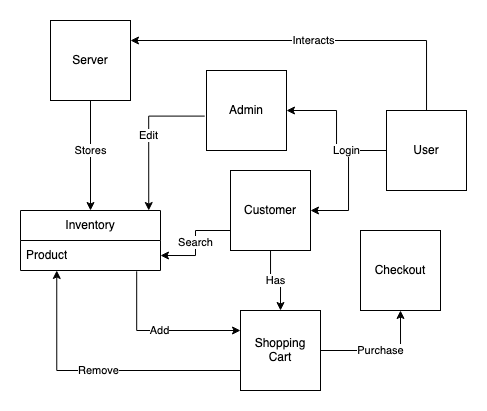 Interacts
Server
Admin
Edit
Stores
Login
User
Inventory
Customer
Search
Product
Checkout
Has
Add
Shopping
Cart
Purchase
Remove